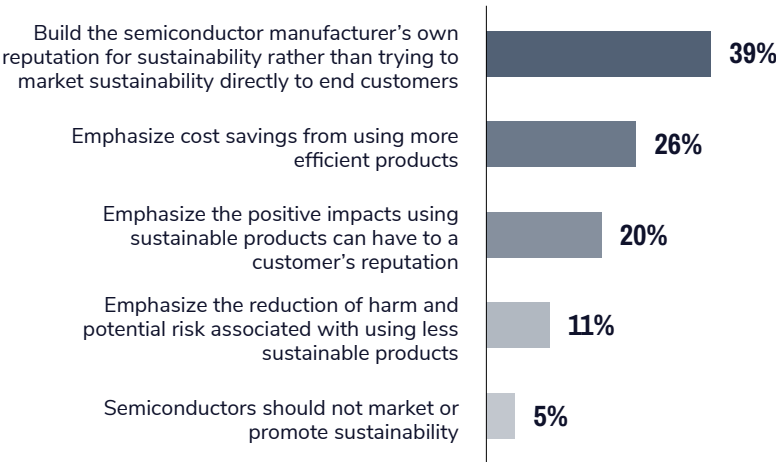 Build the semiconductor manufacturer’s own
reputation for sustainability rather than trying to
market sustainability directly to end customers
39%
Emphasize cost savings from using more
efficient products
26%
Emphasize the positive impacts using
sustainable products can have to a
customer’s reputation
20%
Emphasize the reduction of harm and
potential risk associated with using less
sustainable products
11%
Semiconductors should not market or
promote sustainability
5%